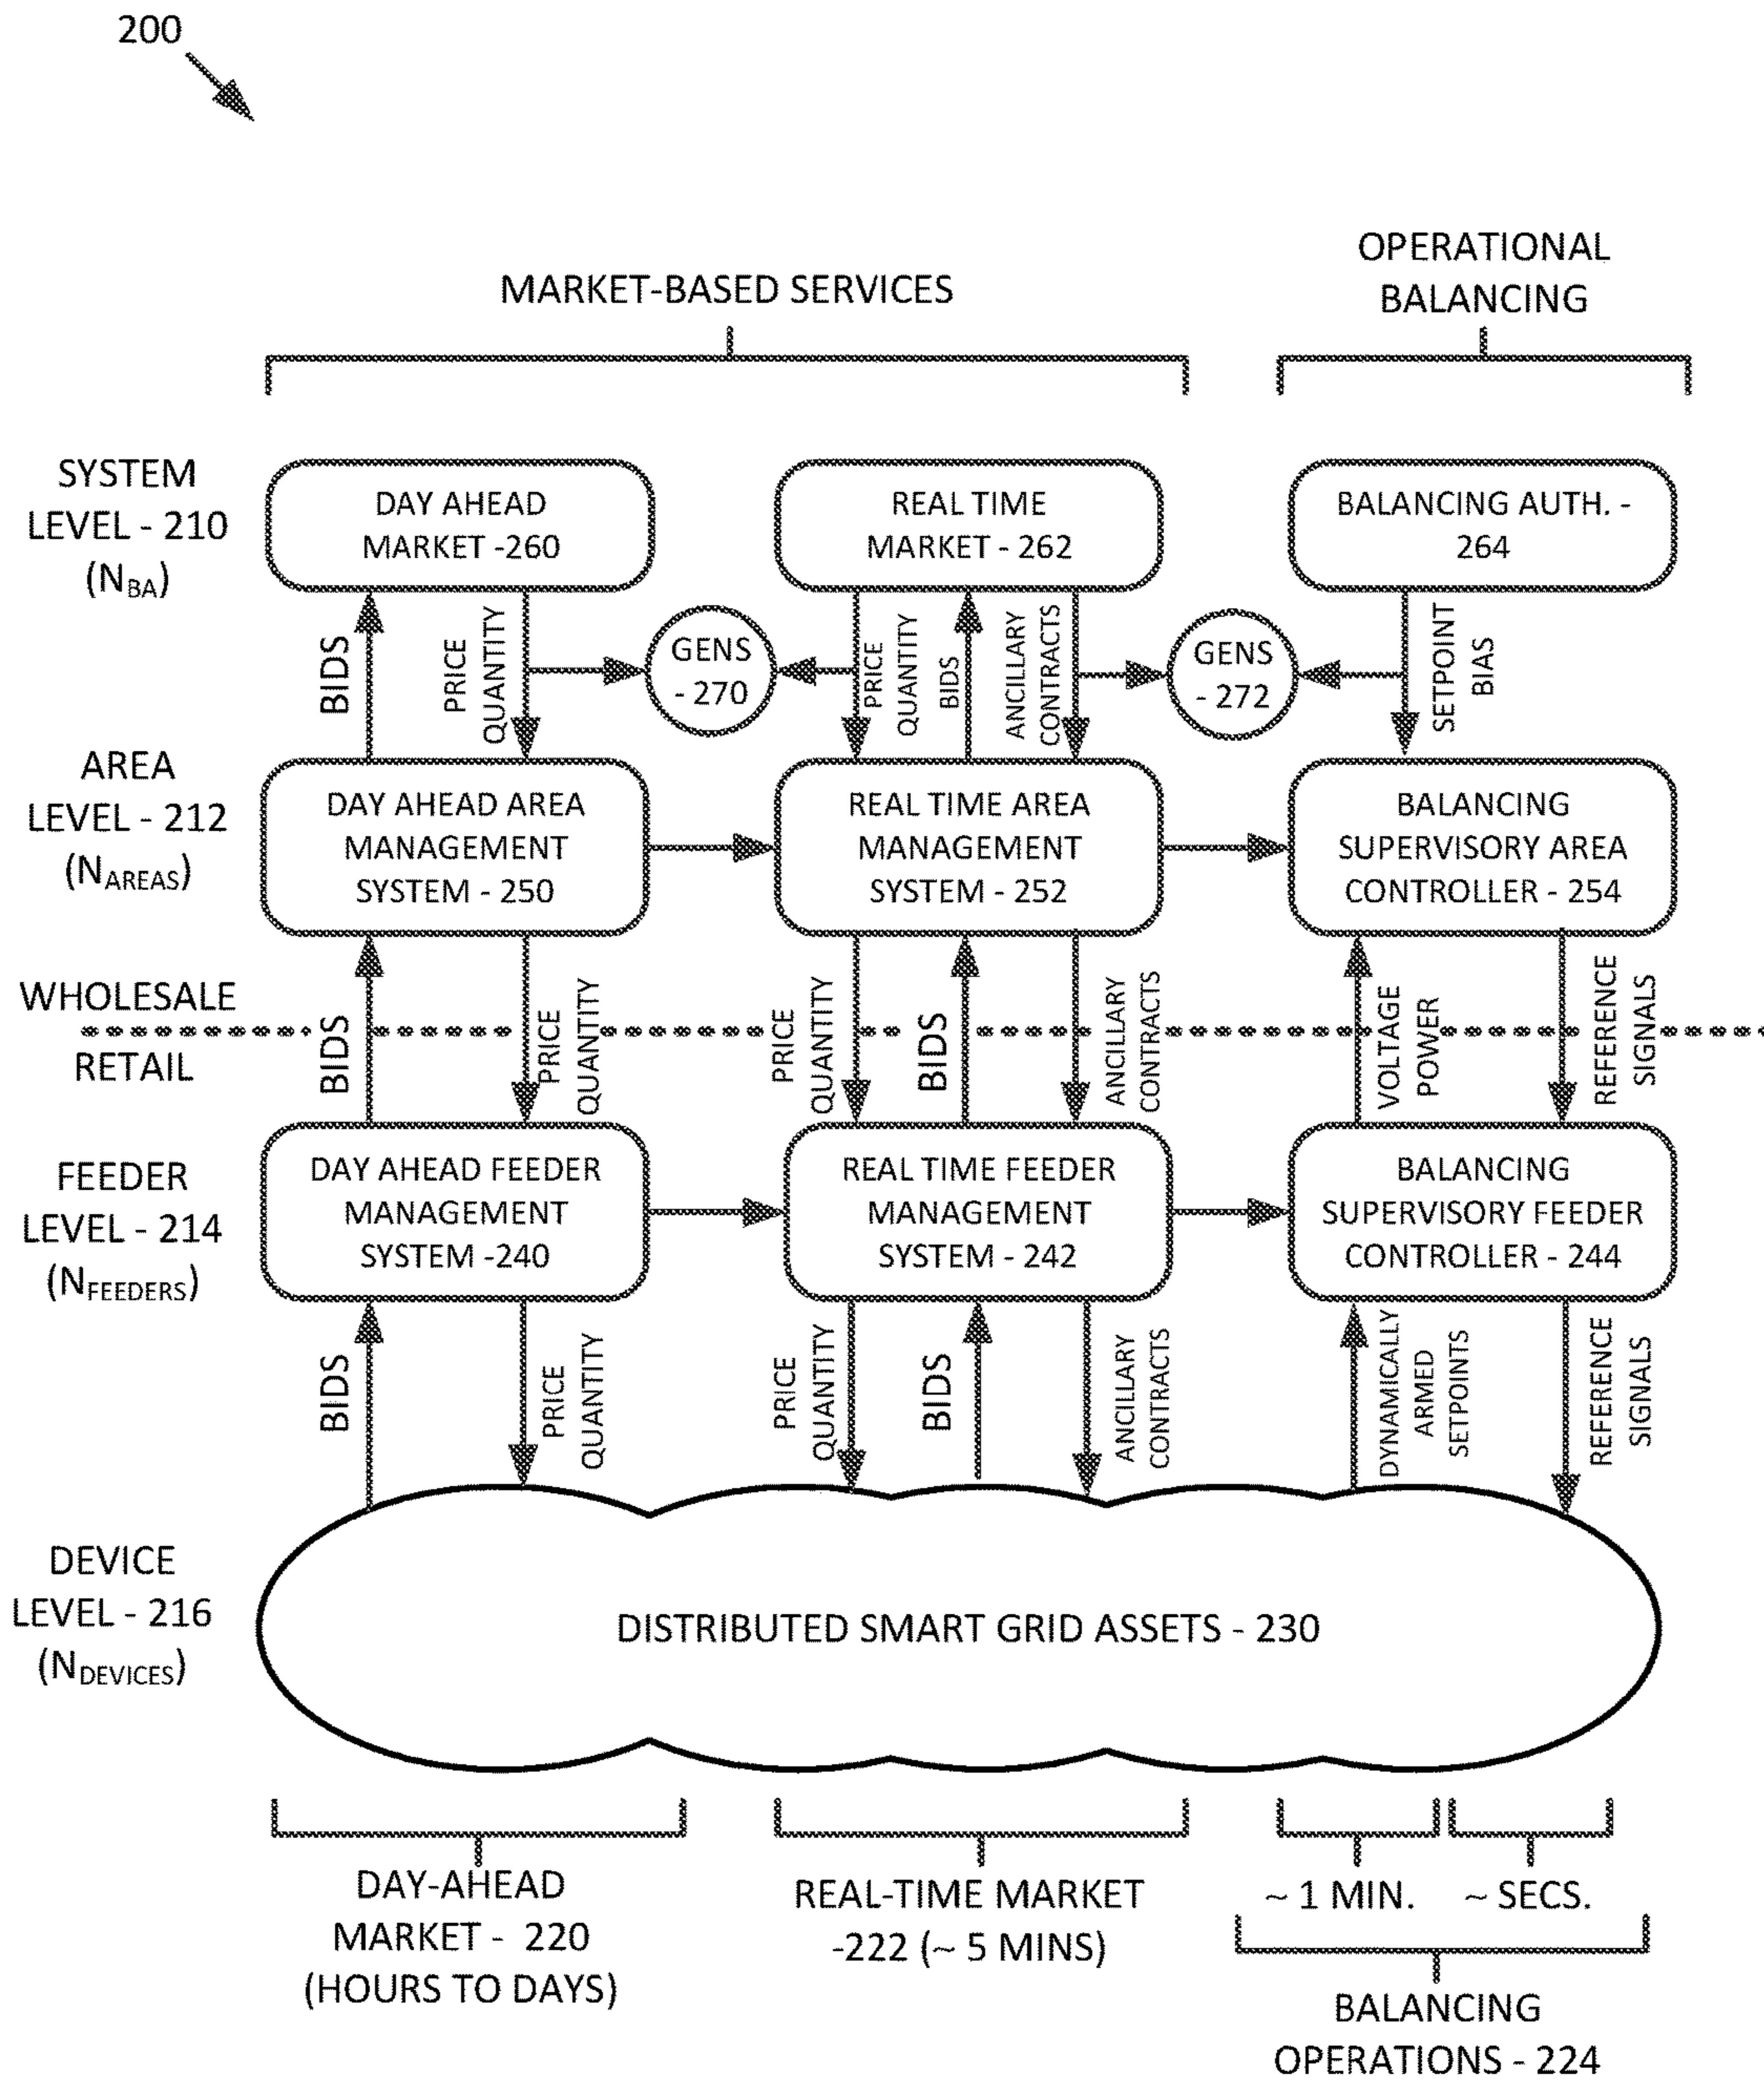 200
MARKET-BASED SERVICES
OPERATIONAL
BALANCING
SYSTEM
LEVEL - 210
(NBA)
DAY AHEAD
MARKET -260
REAL TIME
MARKET - 262
BALANCING AUTH. -
264
BIDS
PRICE
QUANTITY
GENS
- 270
PRICE
QUANTITY
BIDS
ANCILLARY
CONTRACTS
GENS
- 272
SETPOINT
BIAS
AREA
LEVEL - 212
(NAREAS)
DAY AHEAD AREA
MANAGEMENT
SYSTEM - 250
REAL TIME AREA
MANAGEMENT
SYSTEM - 252
BALANCING
SUPERVISORY AREA
CONTROLLER - 254
WHOLESALE
RETAIL
BIDS
PRICE
QUANTITY
PRICE
QUANTITY
BIDS
ANCILLARY
CONTRACTS
VOLTAGE
POWER
REFERENCE
SIGNALS
FEEDER
LEVEL - 214
(NFEEDERS)
DAY AHEAD FEEDER
MANAGEMENT
SYSTEM -240
REAL TIME FEEDER
MANAGEMENT
SYSTEM - 242
BALANCING
SUPERVISORY FEEDER
CONTROLLER - 244
BIDS
PRICE
QUANTITY
PRICE
QUANTITY
BIDS
ANCILLARY
CONTRACTS
DYNAMICALLY
ARMED
SETPOINTS
REFERENCE
SIGNALS
DEVICE
LEVEL - 216
(NDEVICES)
DISTRIBUTED SMART GRID ASSETS - 230
DAY-AHEAD
MARKET - 220
(HOURS TO DAYS)
REAL-TIME MARKET
-222 (~ 5 MINS)
~ 1 MIN.
~ SECS.
BALANCING
OPERATIONS - 224